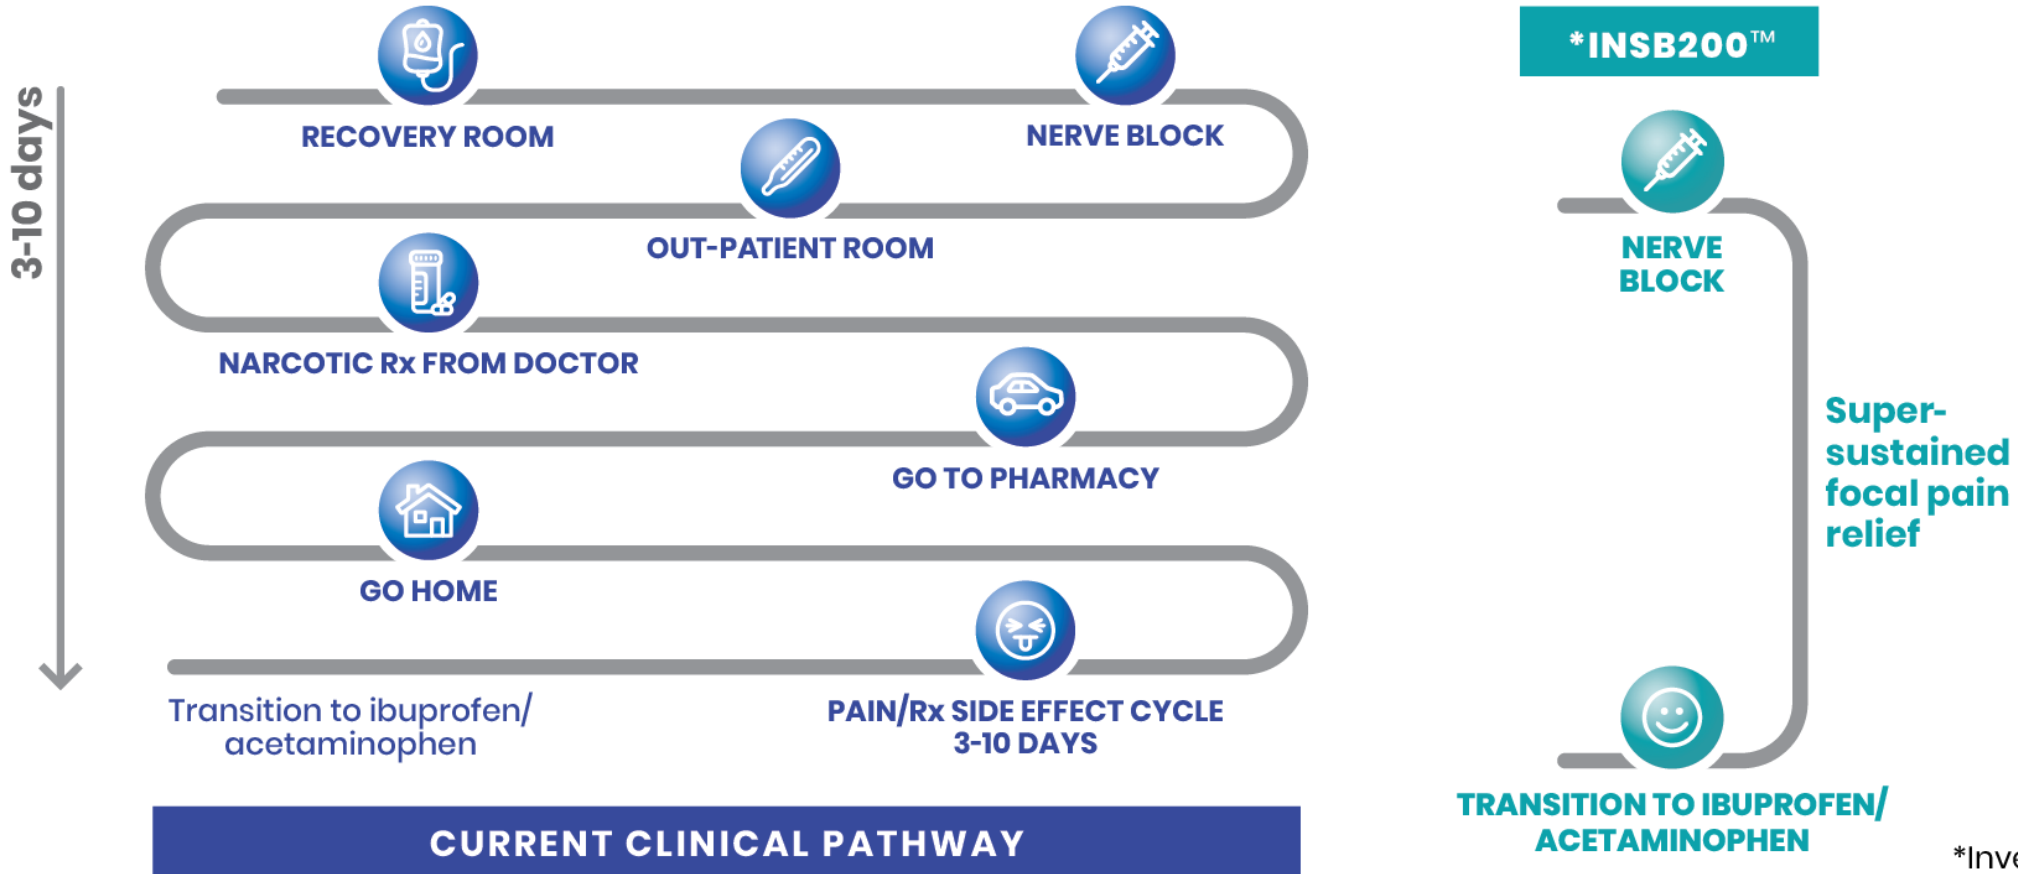 3-10 days
RECOVERY ROOM
NERVE BLOCK
OUT-PATIENT ROOM
NARCOTIC Rx FROM DOCTOR
GO TO PHARMACY
GO HOME
PAIN/Rx SIDE EFFECT CYCLE
3-10 DAYS
Transition to ibuprofen/
acetaminophen
CURRENT CLINICAL PATHWAY
*INSB200™
NERVE
BLOCK
Super-
sustained
focal pain
relief
TRANSITION TO IBUPROFEN/
ACETAMINOPHEN